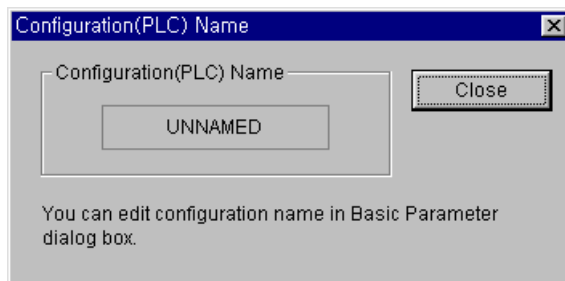 Configuration(PLC) Name
Configuration(PLC) Name
Close
UNNAMED
You can edit configuration name in Basic Parameter
dialog box.